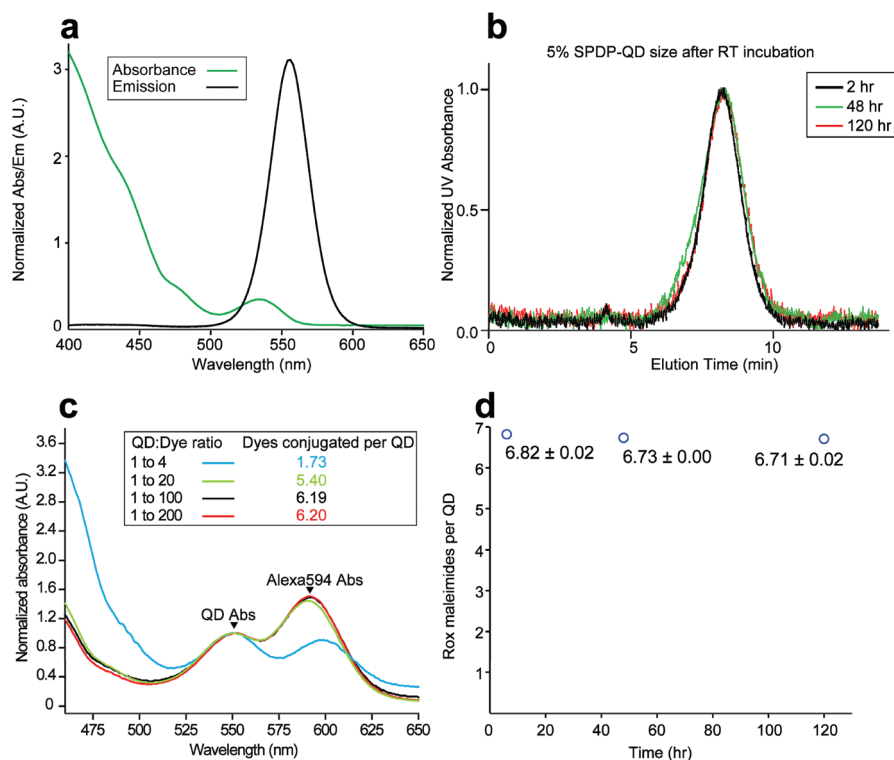 a
Normalized Abs/Em (A.U.)
3
2
1
0
Absorbance
Emission
400 450 500 550 600 650
Wavelength (nm)
b
5% SPDP-QD size after RT incubation
Normalized UV Absorbance
1.0
0.5
0.0
2 hr
48 hr
120 hr
0 5 10
Elution Time (min)
c
Normalized absorbance (A.U.)
3.6
3.2
2.8
2.4
2.0
1.6
1.2
0.8
0.4
0
QD:Dye ratio Dyes conjugated per QD
1 to 4 1.73
1 to 20 5.40
1 to 100 6.19
1 to 200 6.20
Alexa594 Abs
QD Abs
475 500 525 550 575 600 625 650
Wavelength (nm)
d
Rox maleimides per QD
7
6
5
4
3
2
1
6.82 ± 0.02
6.73 ± 0.00
6.71 ± 0.02
0 20 40 60 80 100 120
Time (hr)